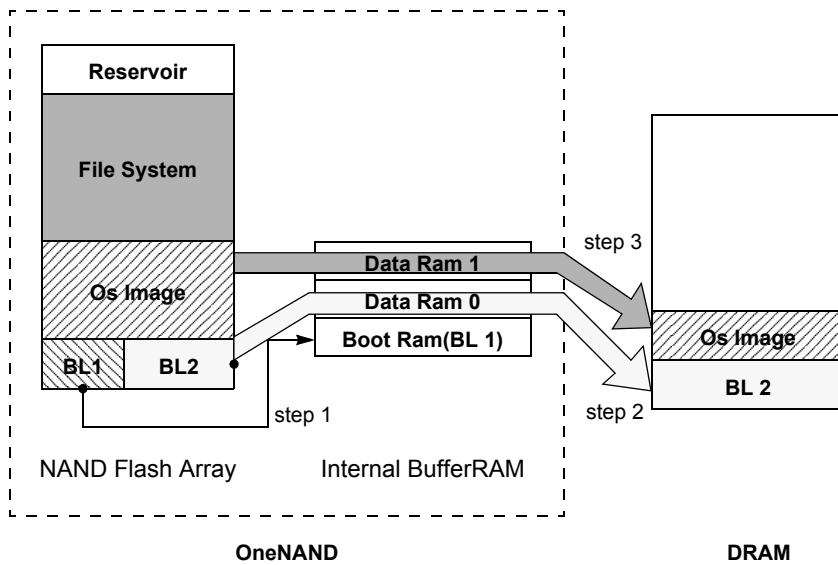 Reservoir
File System
step 3
Data Ram 1
Os Image
Data Ram 0
Boot Ram(BL 1)
Os Image
BL1
BL2
BL 2
step 1
step 2
NAND Flash Array
Internal BufferRAM
OneNAND
DRAM